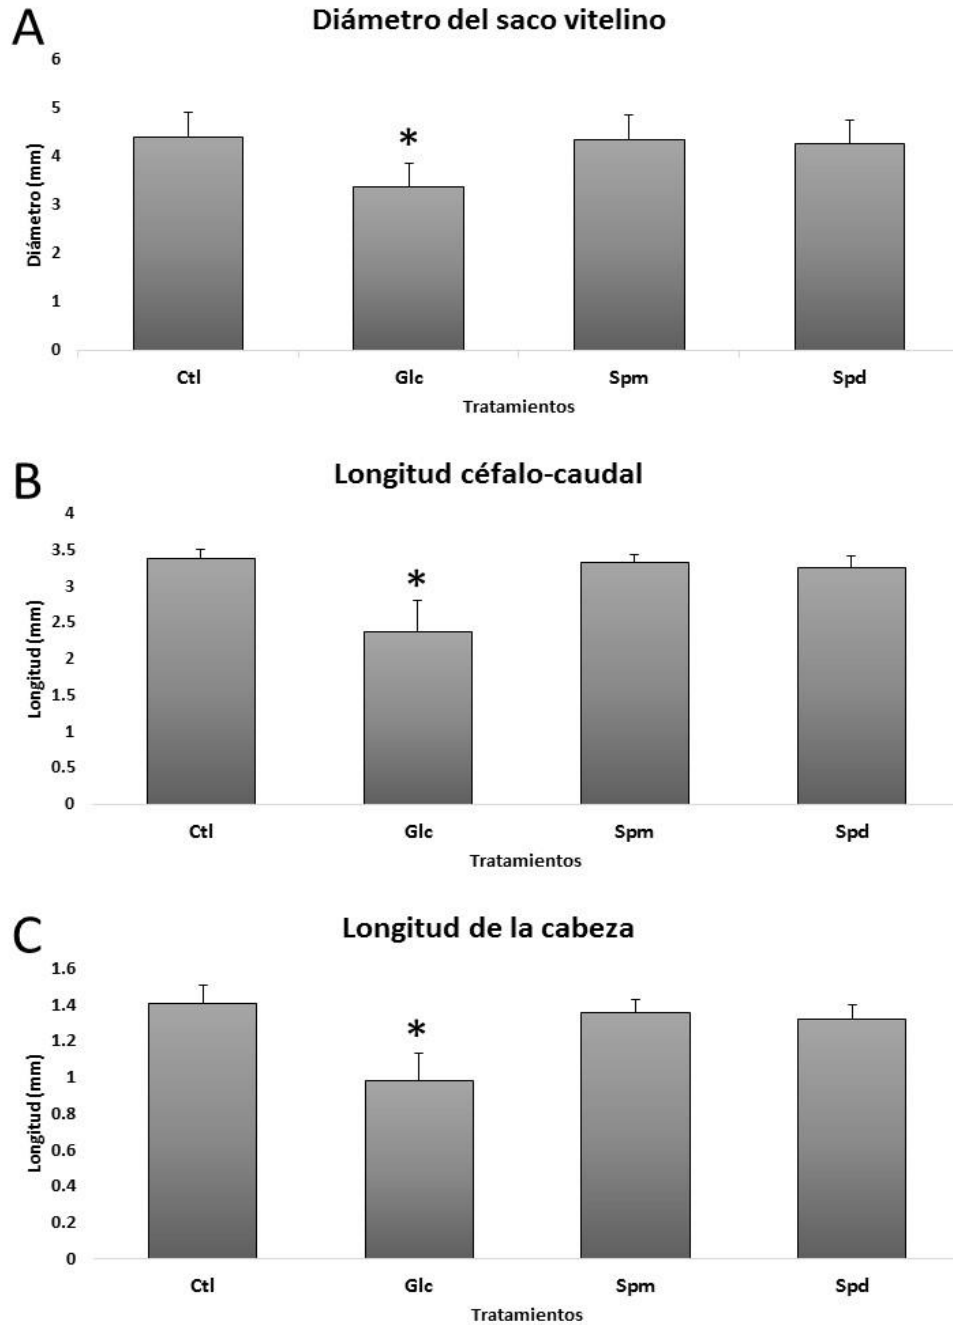 A
Diámetro del saco vitelino
6
5
4
3
2
1
0
Diámetro (mm)
*
Ctl Glc Spm Spd
Tratamientos
B
Longitud céfalo-caudal
4
3.5
3
2.5
2
1.5
1
0.5
0
Longitud (mm)
*
Ctl Glc Spm Spd
Tratamientos
C
Longitud de la cabeza
1.6
1.4
1.2
1
0.8
0.6
0.4
0.2
0
Longitud (mm)
*
Ctl Glc Spm Spd
Tratamientos